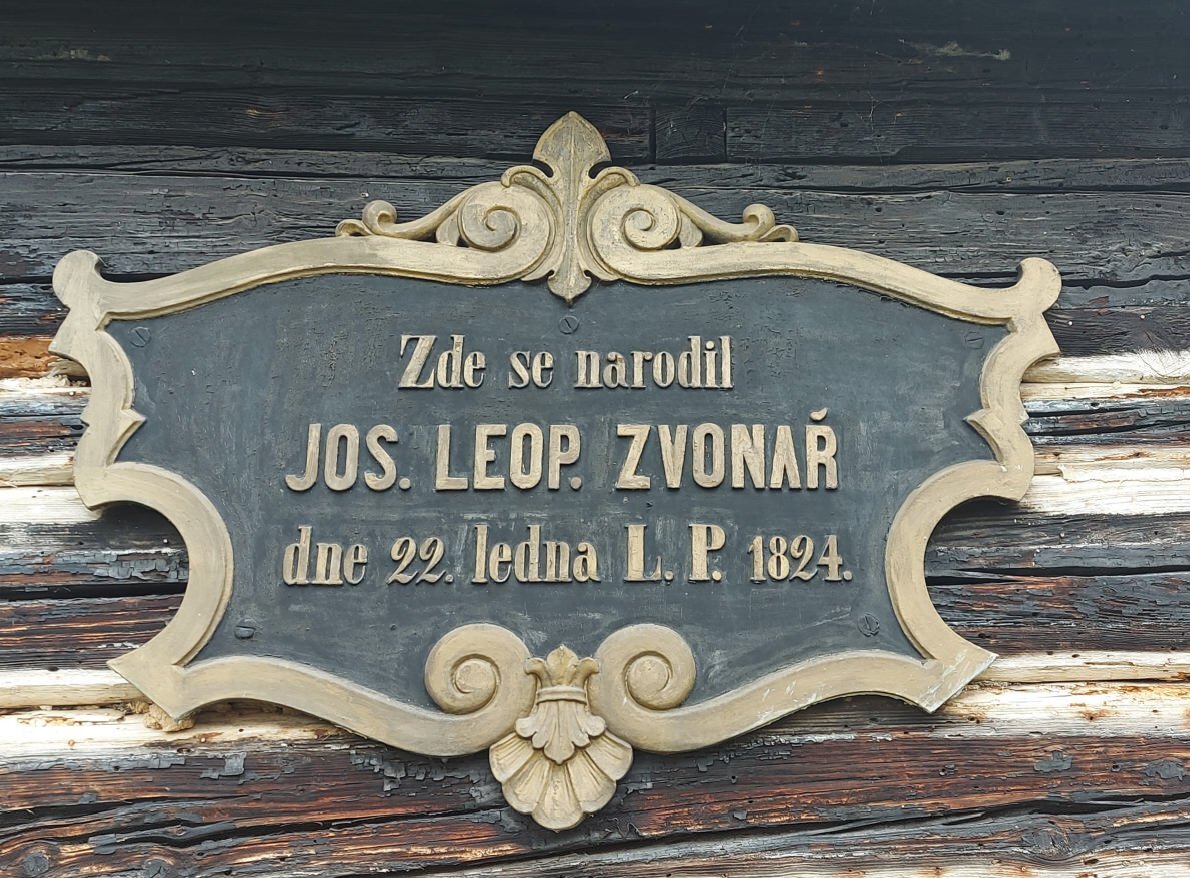 Zde se narodil
JOS. LEOP. ZVONAŘ
dne 22. ledna L. P. 1824.